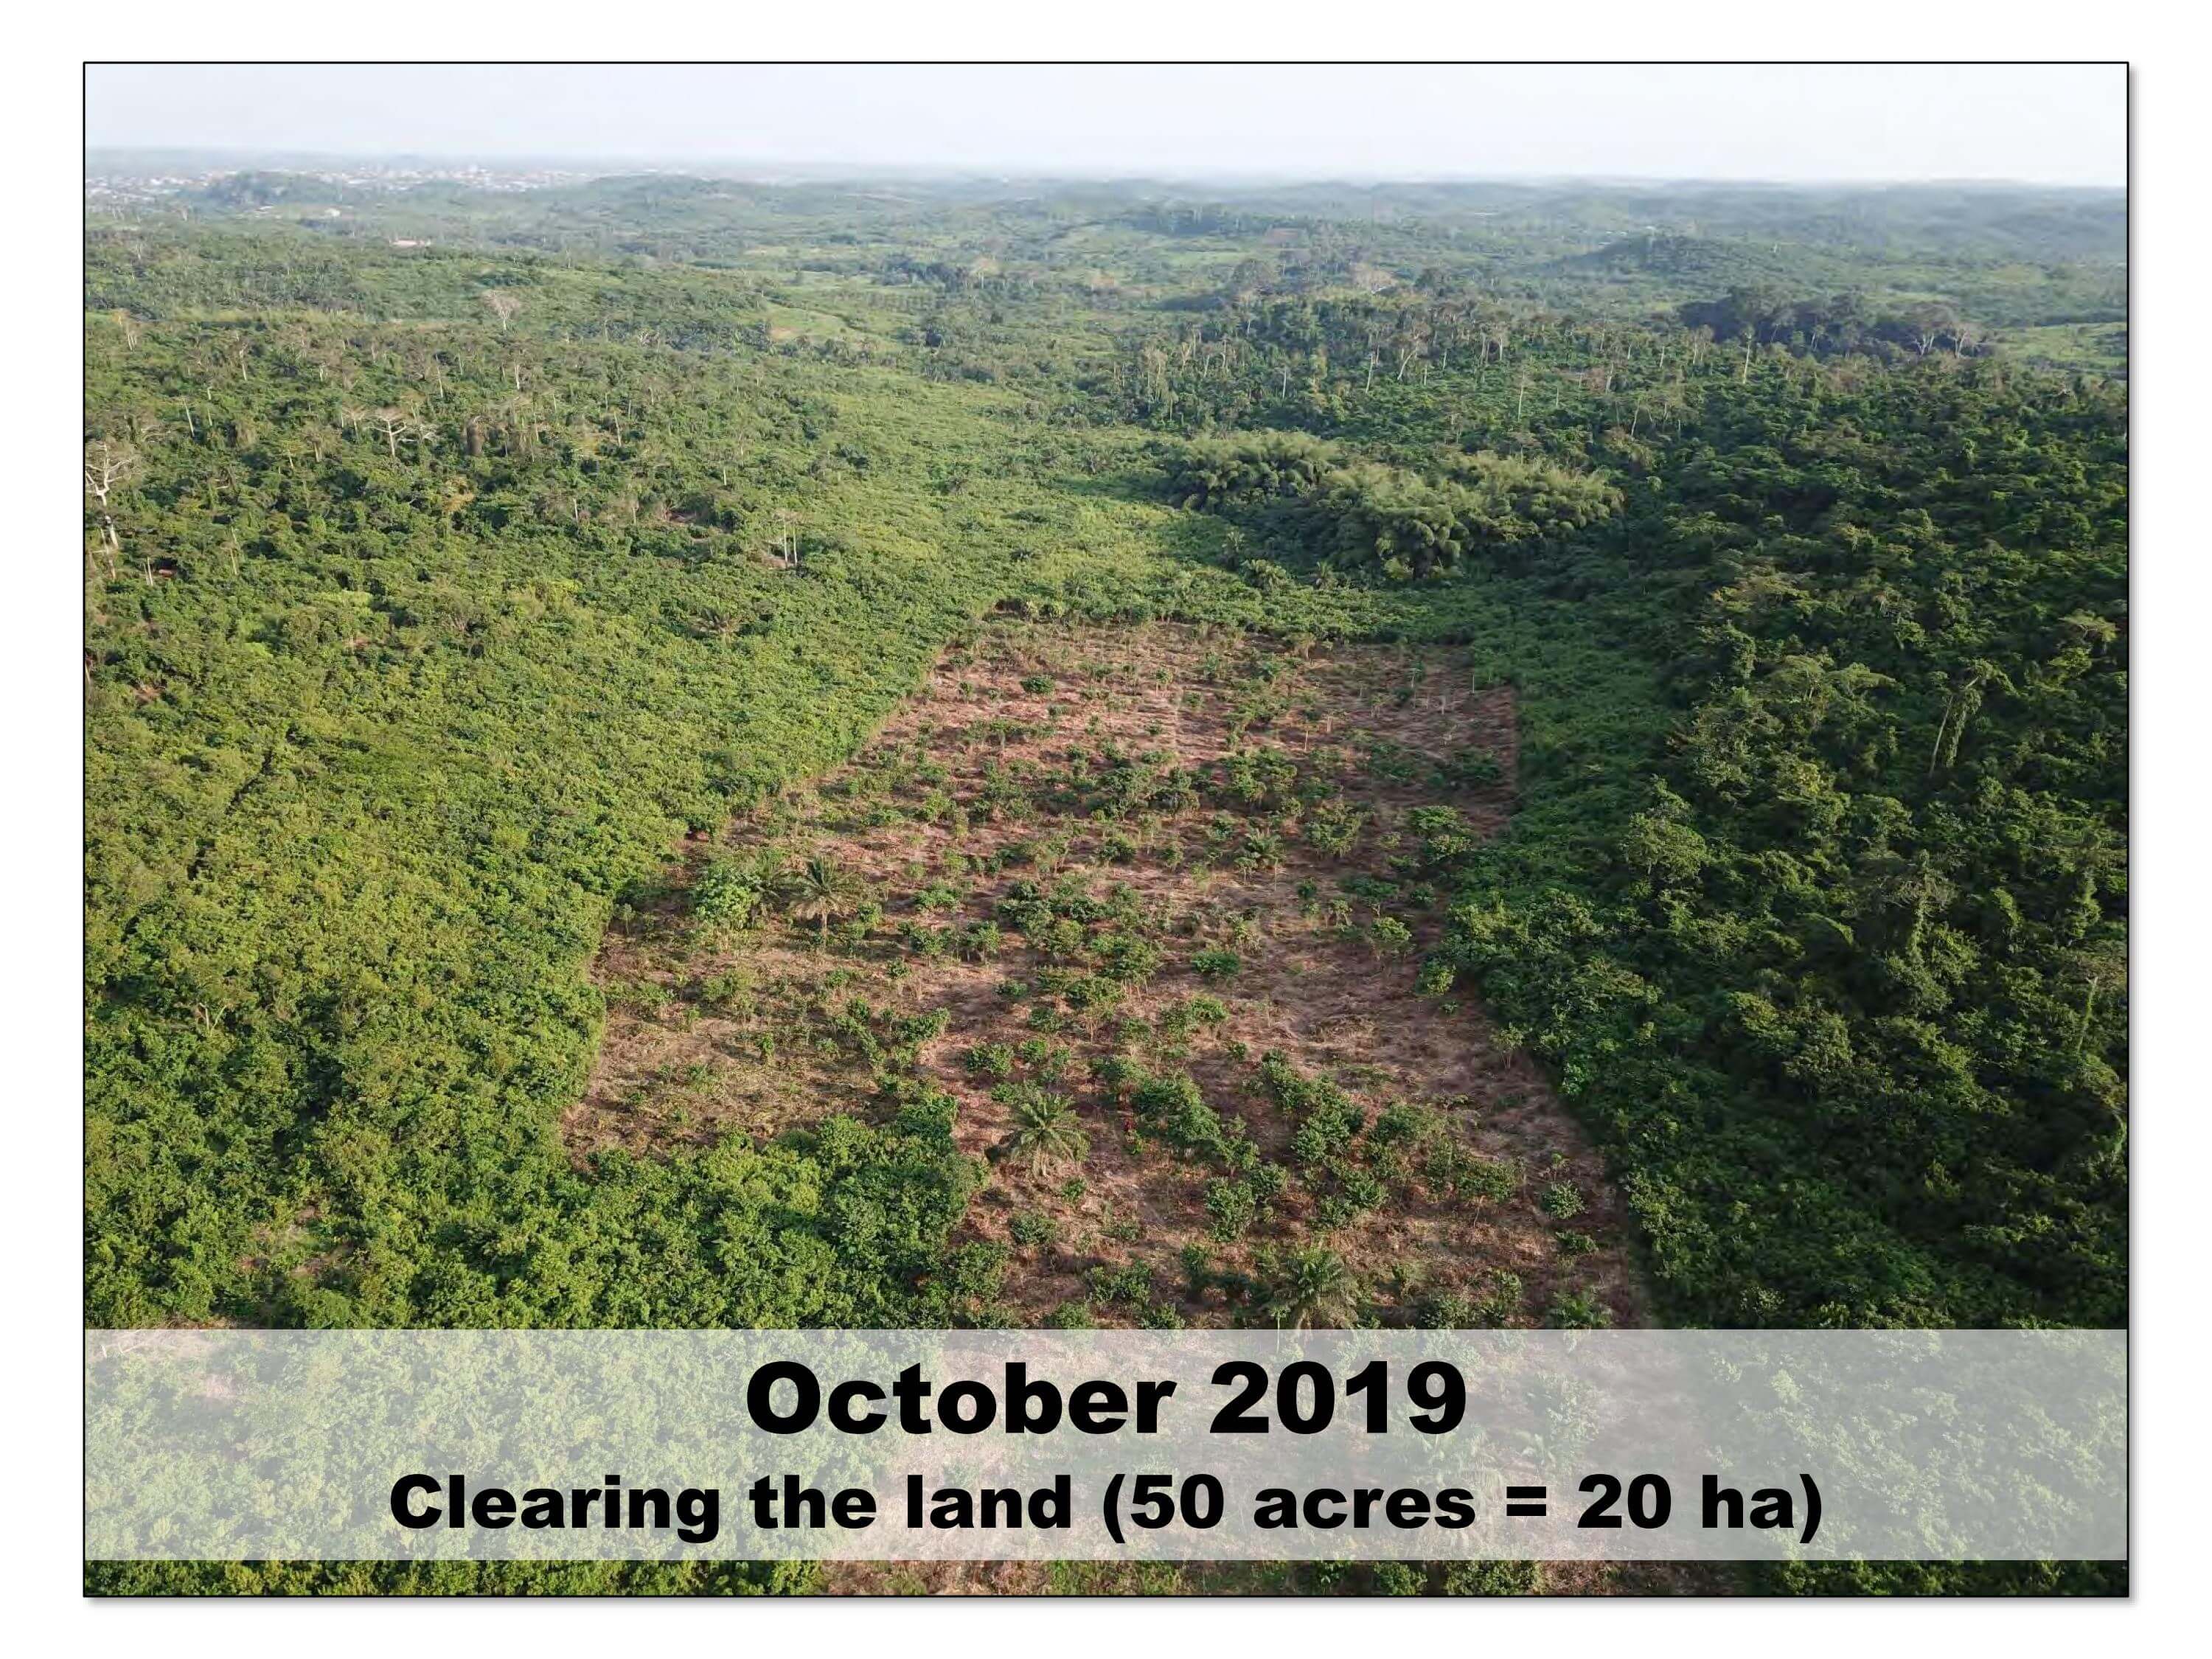 October 2019
Clearing the land (50 acres = 20 ha)